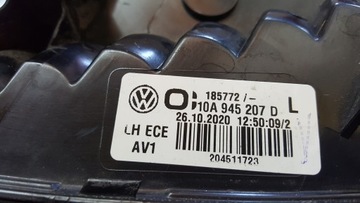 185772/-
10A 945 207 D L
26.10.2020 12:50:09/2
LH ECE
AV1
204511723